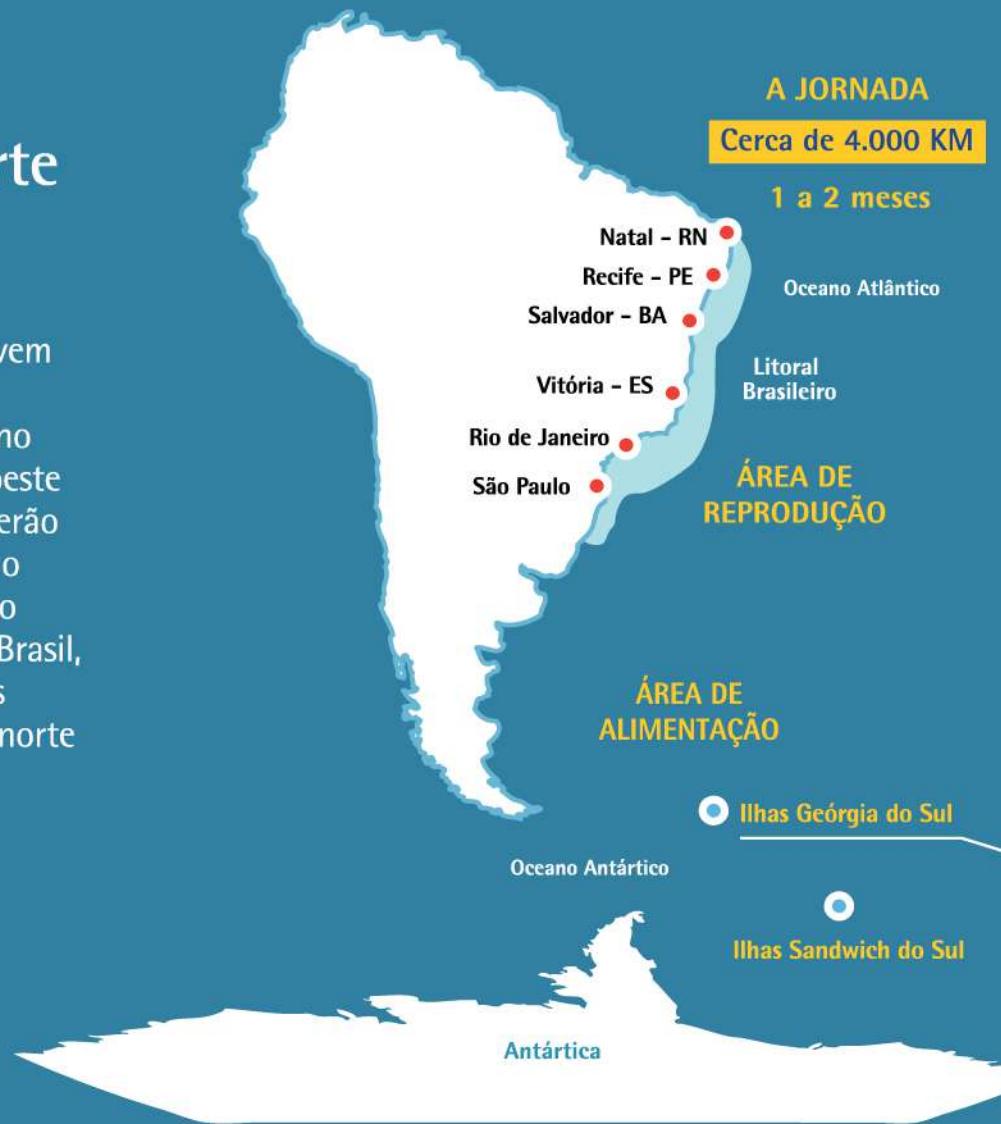 rte
vem
no
oeste
erão
o
o
Brasil,
s
norte
A JORNADA
Cerca de 4.000 KM
1 a 2 meses
Natal – RN
Recife – PE
Salvador – BA
Vitória – ES
Rio de Janeiro
São Paulo
Oceano Atlântico
Litoral
Brasileiro
ÁREA DE
REPRODUÇÃO
ÁREA DE
ALIMENTAÇÃO
Ilhas Geórgia do Sul
Oceano Antártico
Ilhas Sandwich do Sul
Antártica